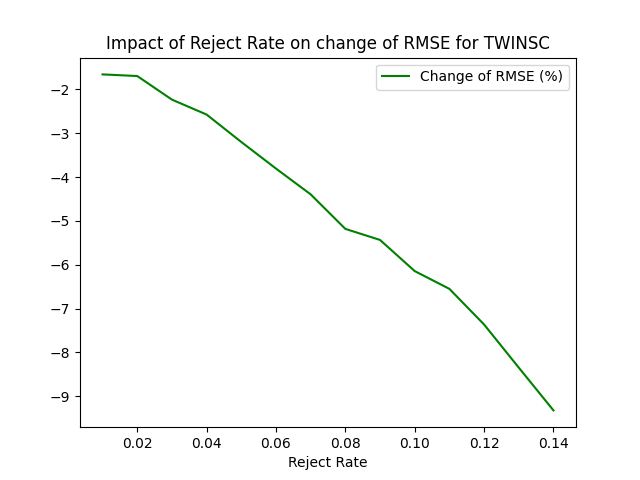 Impact of Reject Rate on change of RMSE for TWINSC
Change of RMSE (%)
−2
−3
−4
−5
−6
−7
−8
−9
0.02 0.04 0.06 0.08 0.10 0.12 0.14
Reject Rate